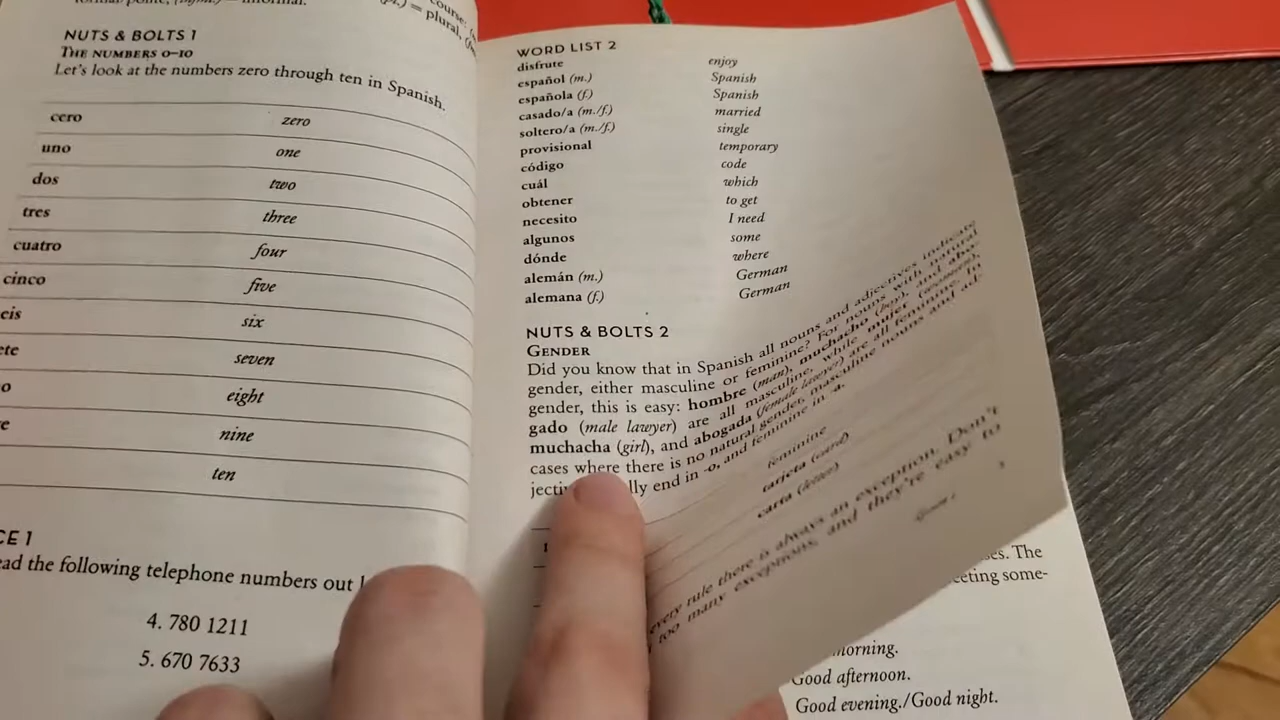 NUTS & BOLTS 1
THE NUMBERS 0–10
Let's look at the numbers zero through ten in Spanish.
cero zero
uno one
dos two
tres three
cuatro four
cinco five
eis six
ete seven
o eight
e nine
ten
CE 1
ead the following telephone numbers out
4. 780 1211
5. 670 7633
course:
= plural,
WORD LIST 2
disfrute enjoy
español (m.) Spanish
española (f.) Spanish
casado/a (m./f.) married
soltero/a (m./f.) single
provisional temporary
código code
cuál which
obtener to get
necesito I need
algunos some
dónde where
alemán (m.) German
alemana (f.) German
NUTS & BOLTS 2
GENDER
Did you know that in Spanish all nouns and adjectives indicate
gender, either masculine or feminine? For nouns with natural
gender, this is easy: hombre (man), muchacho (boy), and abo-
gado (male lawyer) are all masculine, while mujer (woman),
muchacha (girl), and abogada (female lawyer) are all feminine. In
cases where there is no natural gender, masculine nouns and ad-
jecti lly end in -o, and feminine in -a.
feminine
tarjeta (card)
carta (letter)
every rule there is always an exception. Don't
too many exceptions, and they're easy to
ses. The
eeting some-
morning.
Good afternoon.
Good evening./Good night.